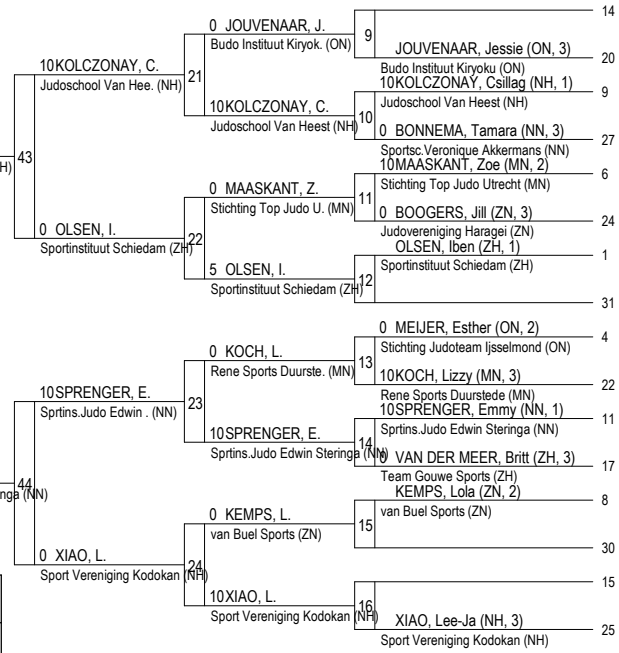 14
9
JOUVENAAR, Jessie (ON, 3)
20
Budo Instituut Kiryoku (ON)
0 JOUVENAAR, J.
Budo Instituut Kiryok. (ON)
21
10KOLCZONAY, Csillag (NH, 1)
9
Judoschool Van Heest (NH)
10
0 BONNEMA, Tamara (NN, 3)
27
Sportsc.Veronique Akkermans (NN)
10KOLCZONAY, C.
Judoschool Van Heest (NH)
10KOLCZONAY, C.
Judoschool Van Hee. (NH)
43
H)
10MAASKANT, Zoe (MN, 2)
6
Stichting Top Judo Utrecht (MN)
11
0 BOOGERS, Jill (ZN, 3)
24
Judovereniging Haragei (ZN)
0 MAASKANT, Z.
Stichting Top Judo U. (MN)
22
OLSEN, Iben (ZH, 1)
1
Sportinstituut Schiedam (ZH)
12
31
5 OLSEN, I.
Sportinstituut Schiedam (ZH)
0 OLSEN, I.
Sportinstituut Schiedam (ZH)
0 MEIJER, Esther (ON, 2)
4
Stichting Judoteam Ijsselmond (ON)
13
10KOCH, Lizzy (MN, 3)
22
Rene Sports Duurstede (MN)
0 KOCH, L.
Rene Sports Duurste. (MN)
23
10SPRENGER, Emmy (NN, 1)
11
Sprtins.Judo Edwin Steringa (NN)
14
0 VAN DER MEER, Britt (ZH, 3)
17
Team Gouwe Sports (ZH)
10SPRENGER, E.
Sprtins.Judo Edwin Steringa (NN)
10SPRENGER, E.
Sprtins.Judo Edwin . (NN)
44
nga (NN)
KEMPS, Lola (ZN, 2)
8
van Buel Sports (ZN)
15
30
0 KEMPS, L.
van Buel Sports (ZN)
24
15
16
XIAO, Lee-Ja (NH, 3)
25
Sport Vereniging Kodokan (NH)
10XIAO, L.
Sport Vereniging Kodokan (NH)
0 XIAO, L.
Sport Vereniging Kodokan (NH)